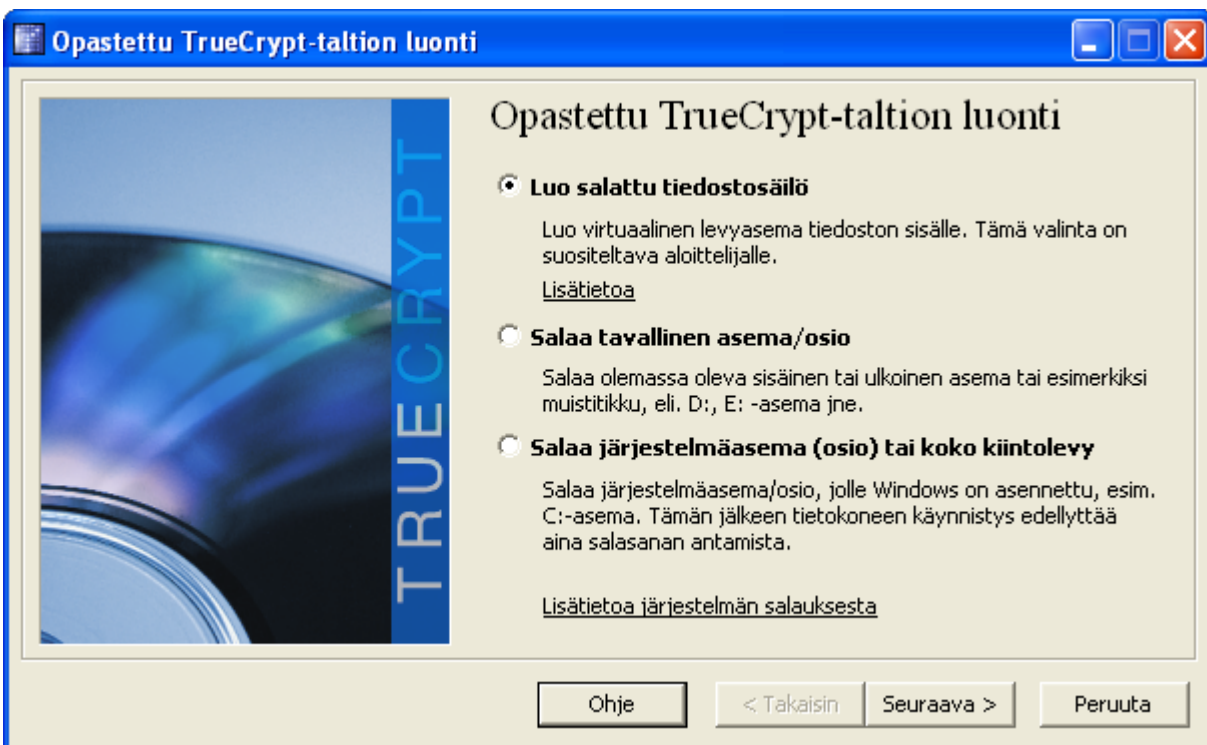 Opastettu TrueCrypt-taltion luonti
TRUECRYPT
Opastettu TrueCrypt-taltion luonti
Luo salattu tiedostosäilö
Luo virtuaalinen levyasema tiedoston sisälle. Tämä valinta on
suositeltava aloittelijalle.
Lisätietoa
Salaa tavallinen asema/osio
Salaa olemassa oleva sisäinen tai ulkoinen asema tai esimerkiksi
muistitikku, eli. D:, E: -asema jne.
Salaa järjestelmäasema (osio) tai koko kiintolevy
Salaa järjestelmäasema/osio, jolle Windows on asennettu, esim.
C:-asema. Tämän jälkeen tietokoneen käynnistys edellyttää
aina salasanan antamista.
Lisätietoa järjestelmän salauksesta
Ohje
< Takaisin
Seuraava >
Peruuta